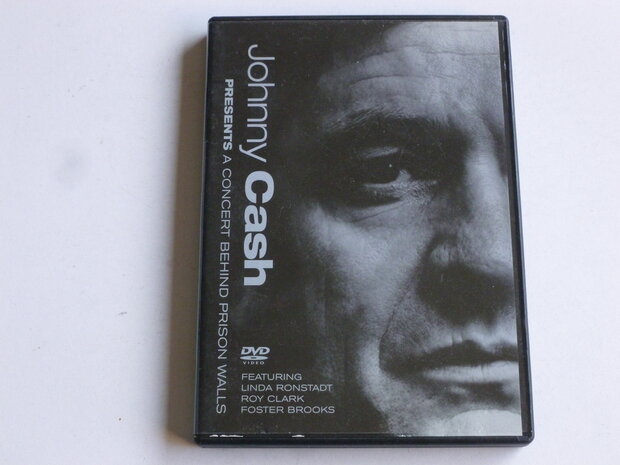 Johnny Cash
PRESENTS A CONCERT BEHIND PRISON WALLS
DVD
VIDEO
FEATURING
LINDA RONSTADT
ROY CLARK
FOSTER BROOKS